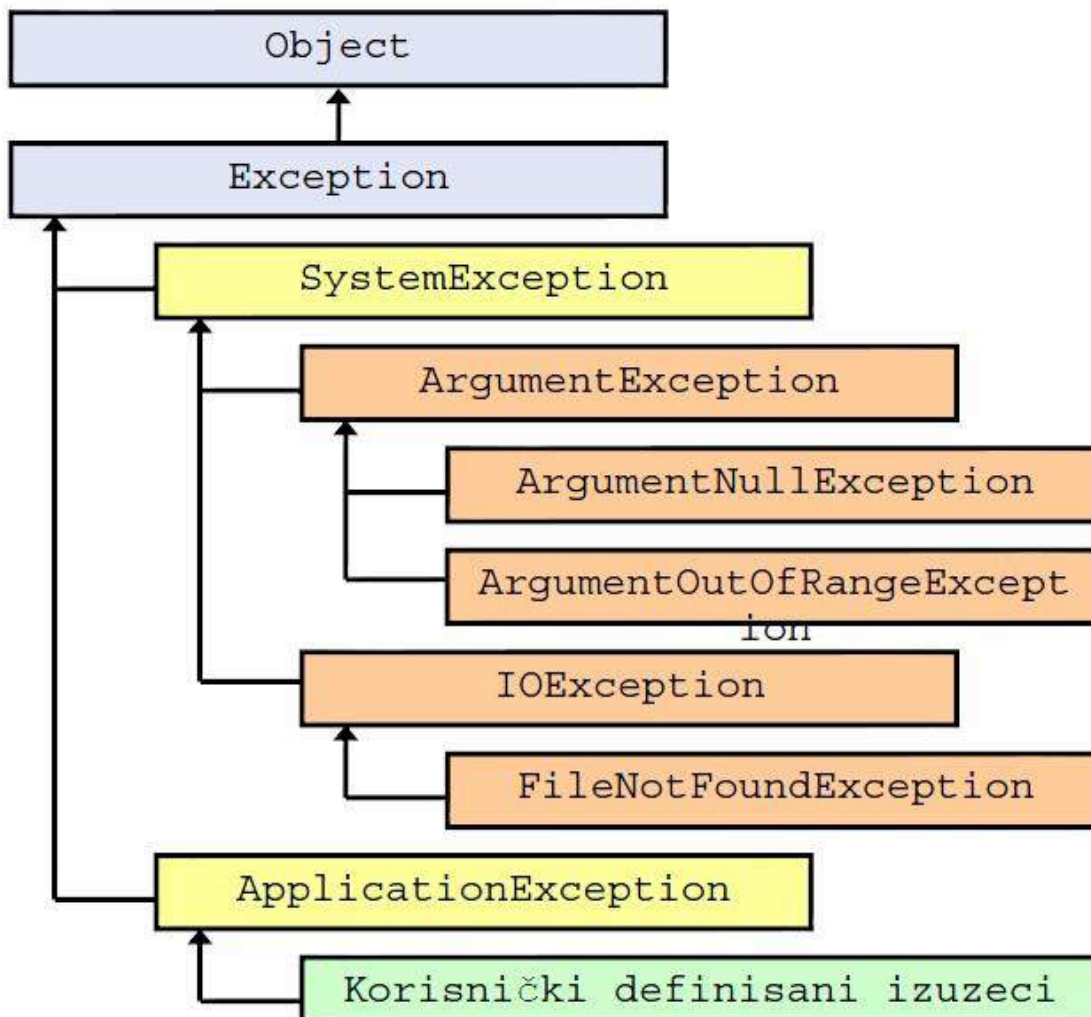 Object
Exception
SystemException
ArgumentException
ArgumentNullException
ArgumentOutOfRangeExcept
ion
IOException
FileNotFoundException
ApplicationException
Korisnički definisani izuzeci